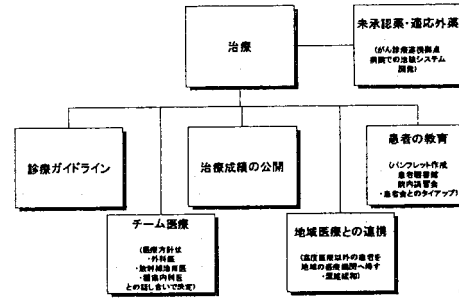 治療
未承認薬・適応外薬
(がん診療連携拠点
病院での治験システム
開発)
診療ガイドライン
治療成績の公開
患者の教育
(パンフレット作成
患者図書館
院内講習会
・患者会とのタイアップ)
チーム医療
(医療方針は
・外科医
・放射線治療医
・腫瘍内科医
との話し合いで決定)
地域医療との連携
(高度医療以外の患者を
地域の医療機関へ帰す